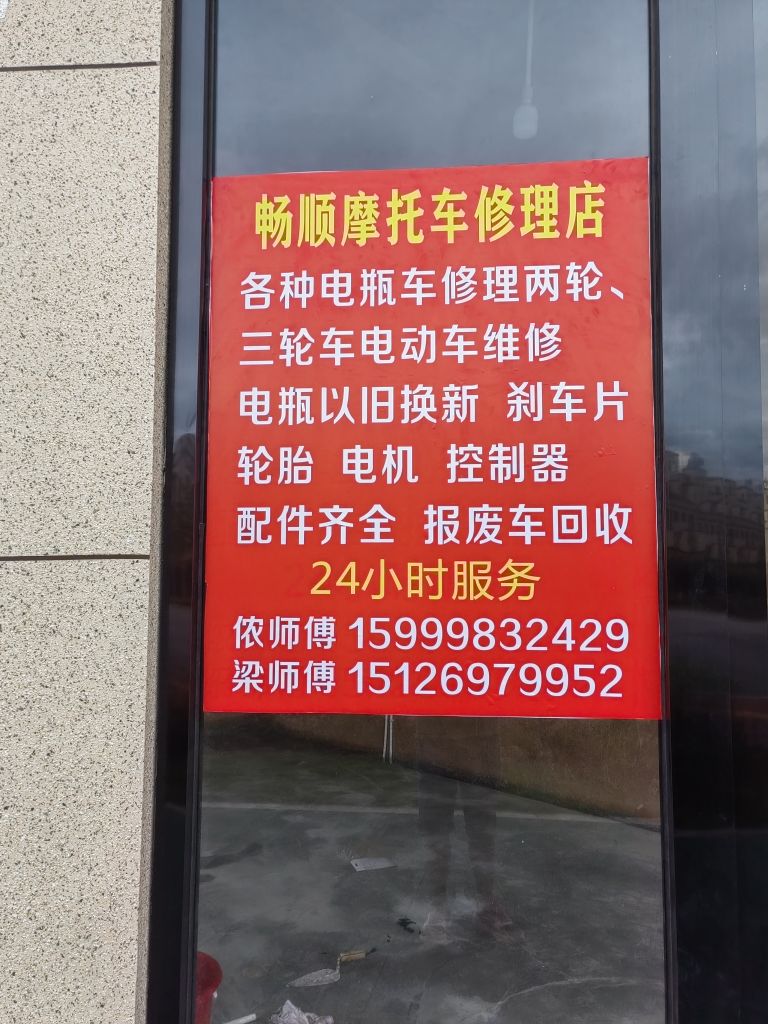 畅顺摩托车修理店
各种电瓶车修理两轮、
三轮车电动车维修
电瓶以旧换新 刹车片
轮胎 电机 控制器
配件齐全 报废车回收
24小时服务
侬师傅 15999832429
梁师傅 15126979952